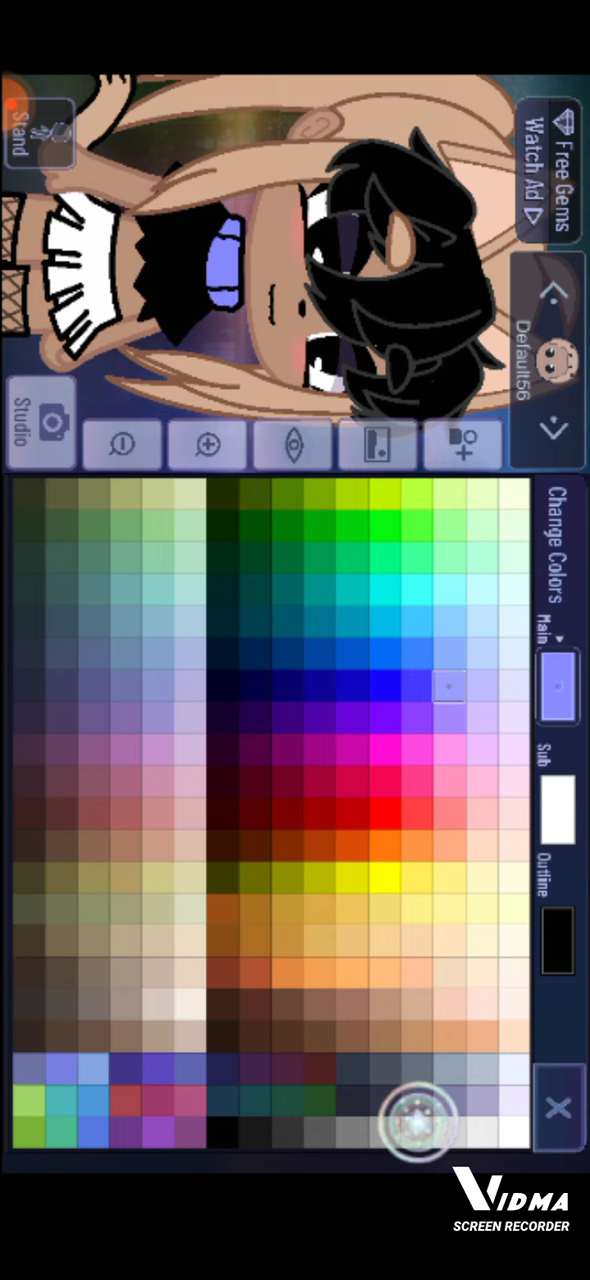 Free Gems
Watch Ad
Default56
Stand
Studio
Change Colors
Main
Sub
Outline
X
VIDMA
SCREEN RECORDER